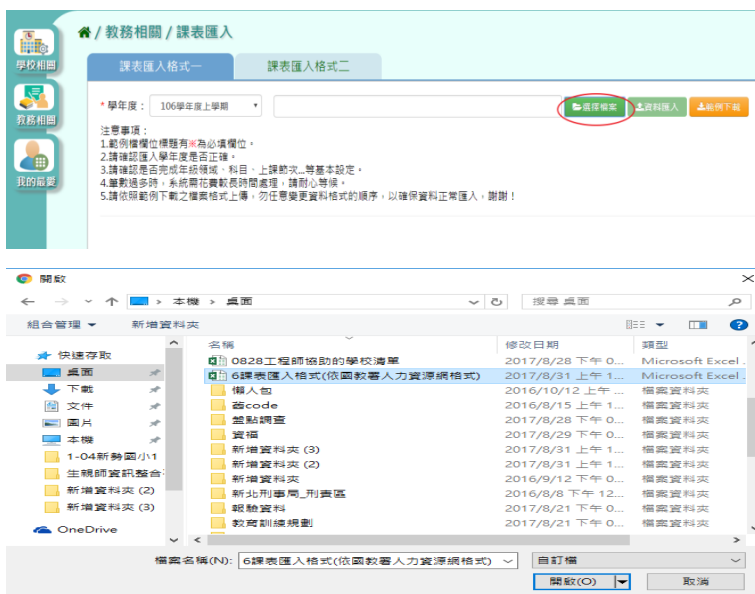 / 教務相關 / 課表匯入
學校相關
教務相關
我的最愛
課表匯入格式一
課表匯入格式二
* 學年度： 106學年度上學期
選擇檔案
資料匯入
範例下載
注意事項：
1.範例檔欄位標題有※為必填欄位。
2.請確認匯入學年度是否正確。
3.請確認是否完成年級領域、科目、上課節次...等基本設定。
4.筆數過多時，系統需花費較長時間處理，請耐心等候。
5.請依照範例下載之檔案格式上傳，勿任意變更資料格式的順序，以確保資料正常匯入，謝謝！
開啟
本機 > 桌面
搜尋 桌面
組合管理
新增資料夾
快速存取
桌面
下載
文件
圖片
本機
1-04新勢國小1
生親師資訊整合
新增資料夾 (2)
新增資料夾 (3)
OneDrive
名稱 修改日期 類型
0828工程師協助的學校清單 2017/8/28 下午 0... Microsoft Excel .
6課表匯入格式(依國教署人力資源網格式) 2017/8/31 上午 1... Microsoft Excel .
懶人包 2016/10/12 上午 ... 檔案資料夾
舊code 2016/8/15 上午 1... 檔案資料夾
盤點調查 2017/8/28 下午 0... 檔案資料夾
資福 2017/8/29 下午 0... 檔案資料夾
新增資料夾 (3) 2017/8/31 上午 1... 檔案資料夾
新增資料夾 (2) 2017/8/31 上午 1... 檔案資料夾
新增資料夾 2016/9/12 下午 0... 檔案資料夾
新北刑事局_刑責區 2016/8/8 下午 12... 檔案資料夾
報驗資料 2017/8/21 下午 0... 檔案資料夾
教育訓練規劃 2017/8/21 下午 0... 檔案資料夾
檔案名稱(N): 6課表匯入格式(依國教署人力資源網格式)
自訂檔
開啟(O)
取消